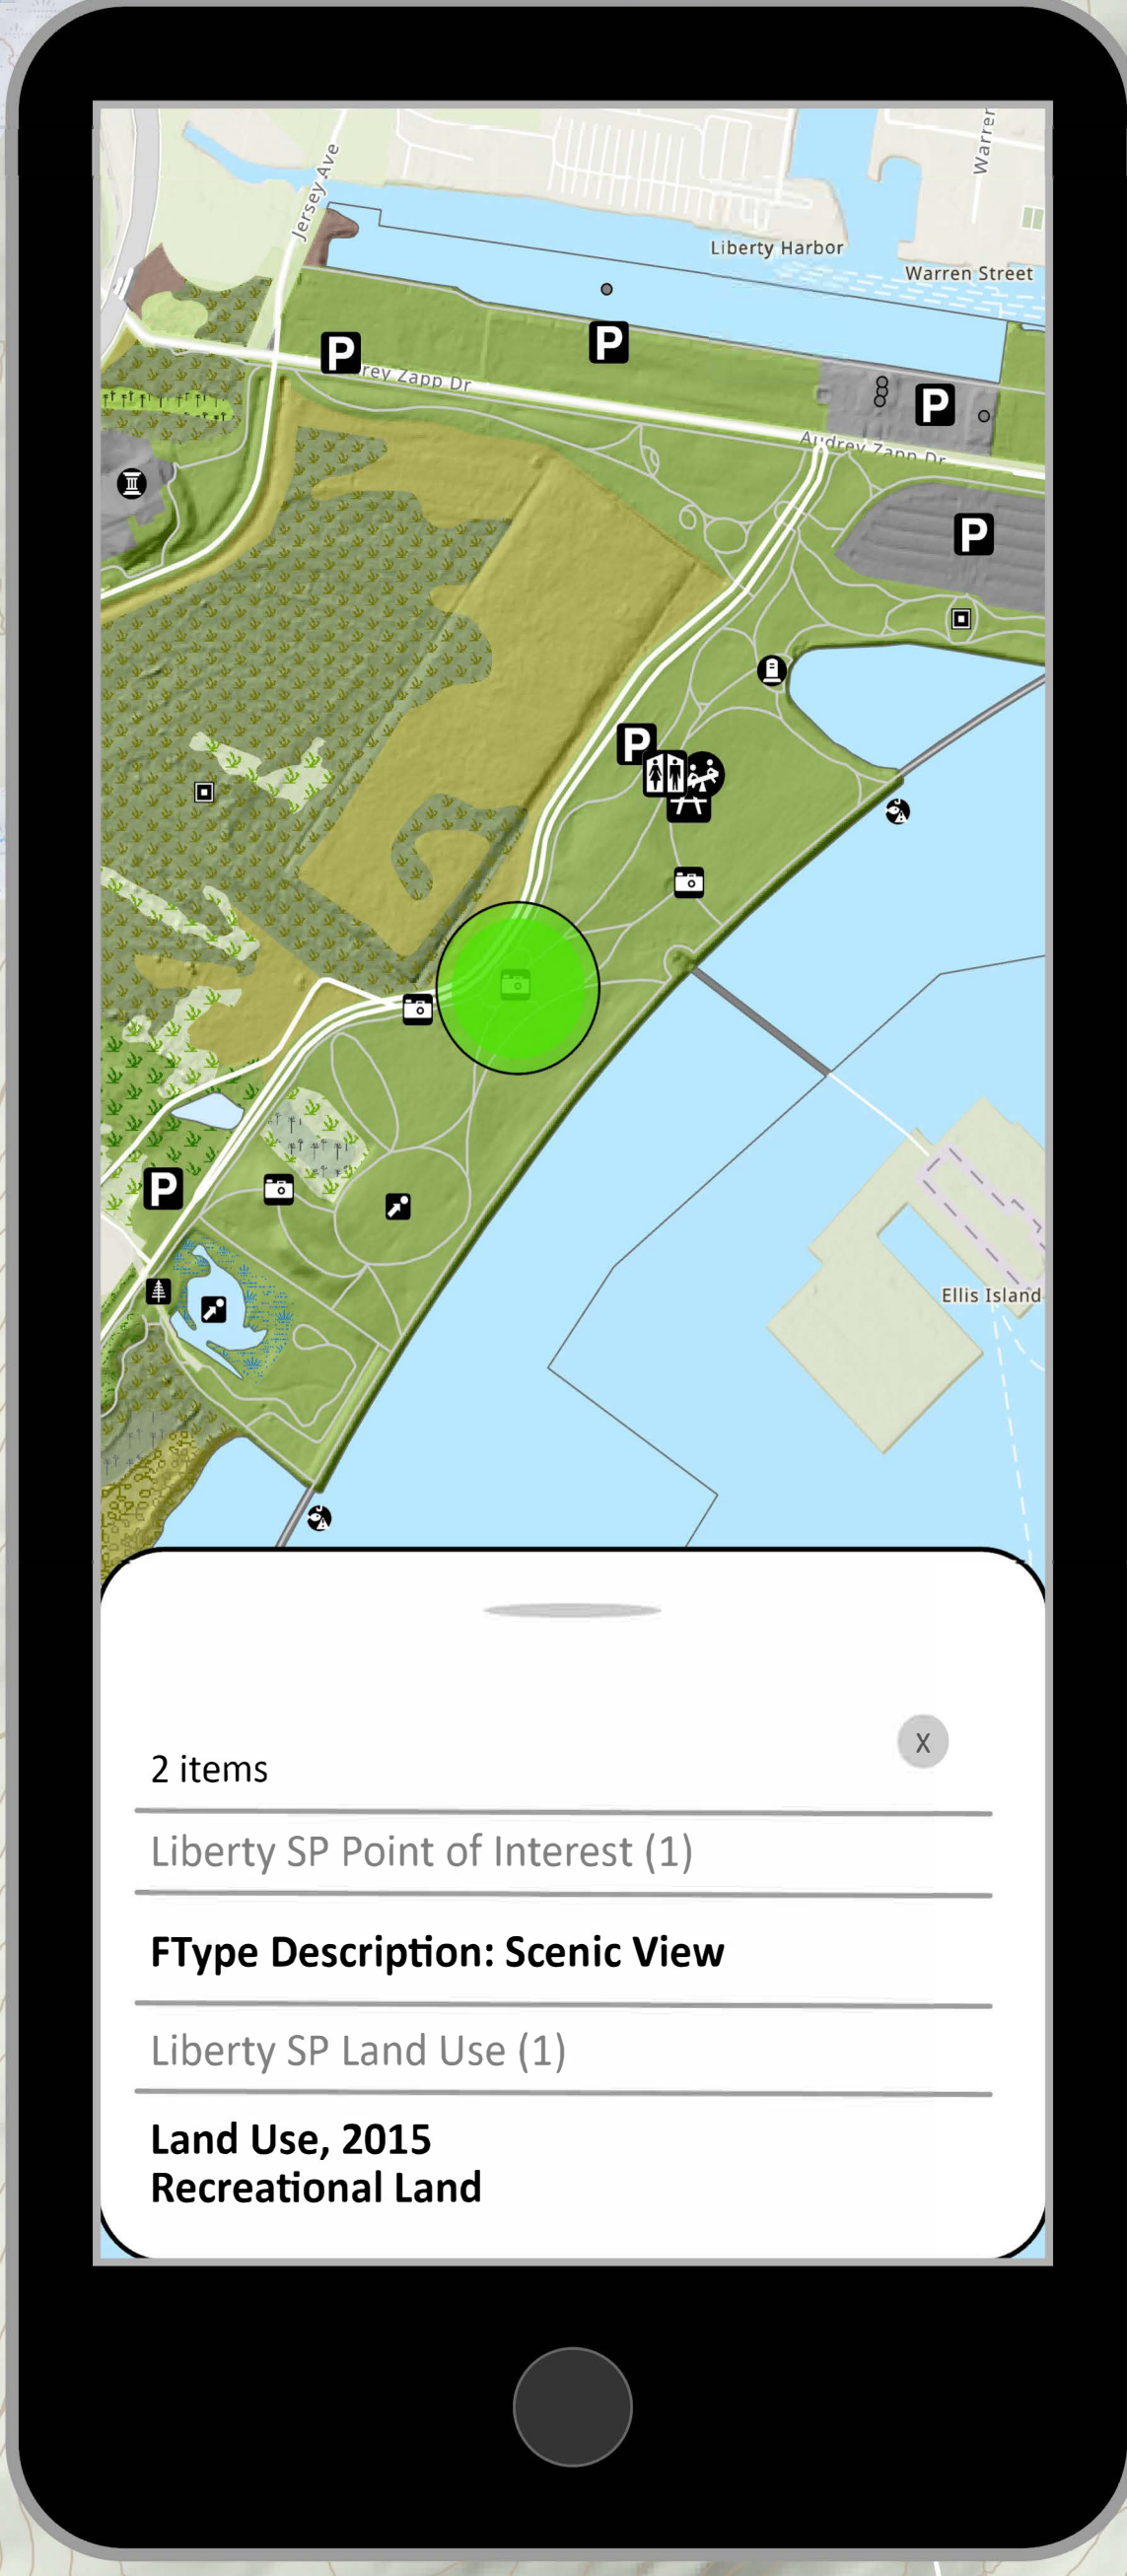 Jersey Ave
Warren
Liberty Harbor
Warren Street
P
P
rey Zapp Dr
P
Audrey Zapp Dr
P
P
P
Ellis Island
X
2 items
Liberty SP Point of Interest (1)
FType Description: Scenic View
Liberty SP Land Use (1)
Land Use, 2015
Recreational Land